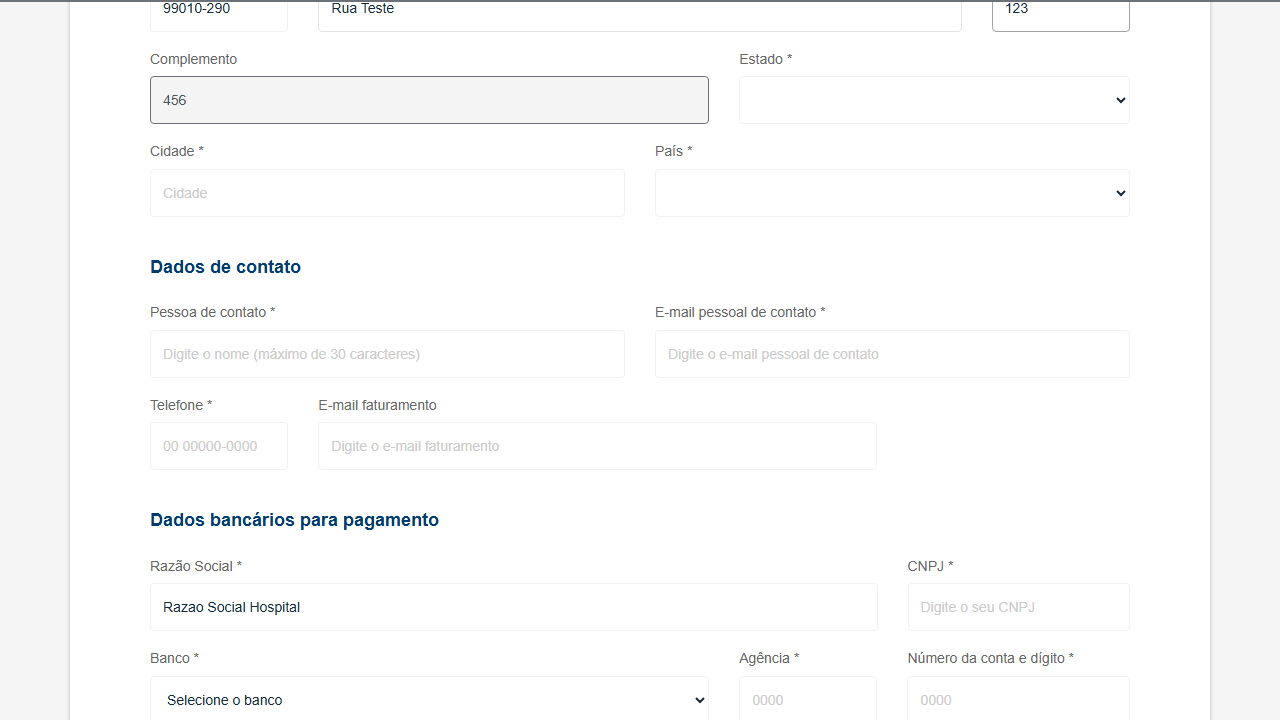 99010-290 Rua Teste 123
Complemento Estado *
456
Cidade * País *
Cidade
Dados de contato
Pessoa de contato * E-mail pessoal de contato *
Digite o nome (máximo de 30 caracteres) Digite o e-mail pessoal de contato
Telefone * E-mail faturamento
00 00000-0000 Digite o e-mail faturamento
Dados bancários para pagamento
Razão Social * CNPJ *
Razao Social Hospital Digite o seu CNPJ
Banco * Agência * Número da conta e dígito *
Selecione o banco 0000 0000